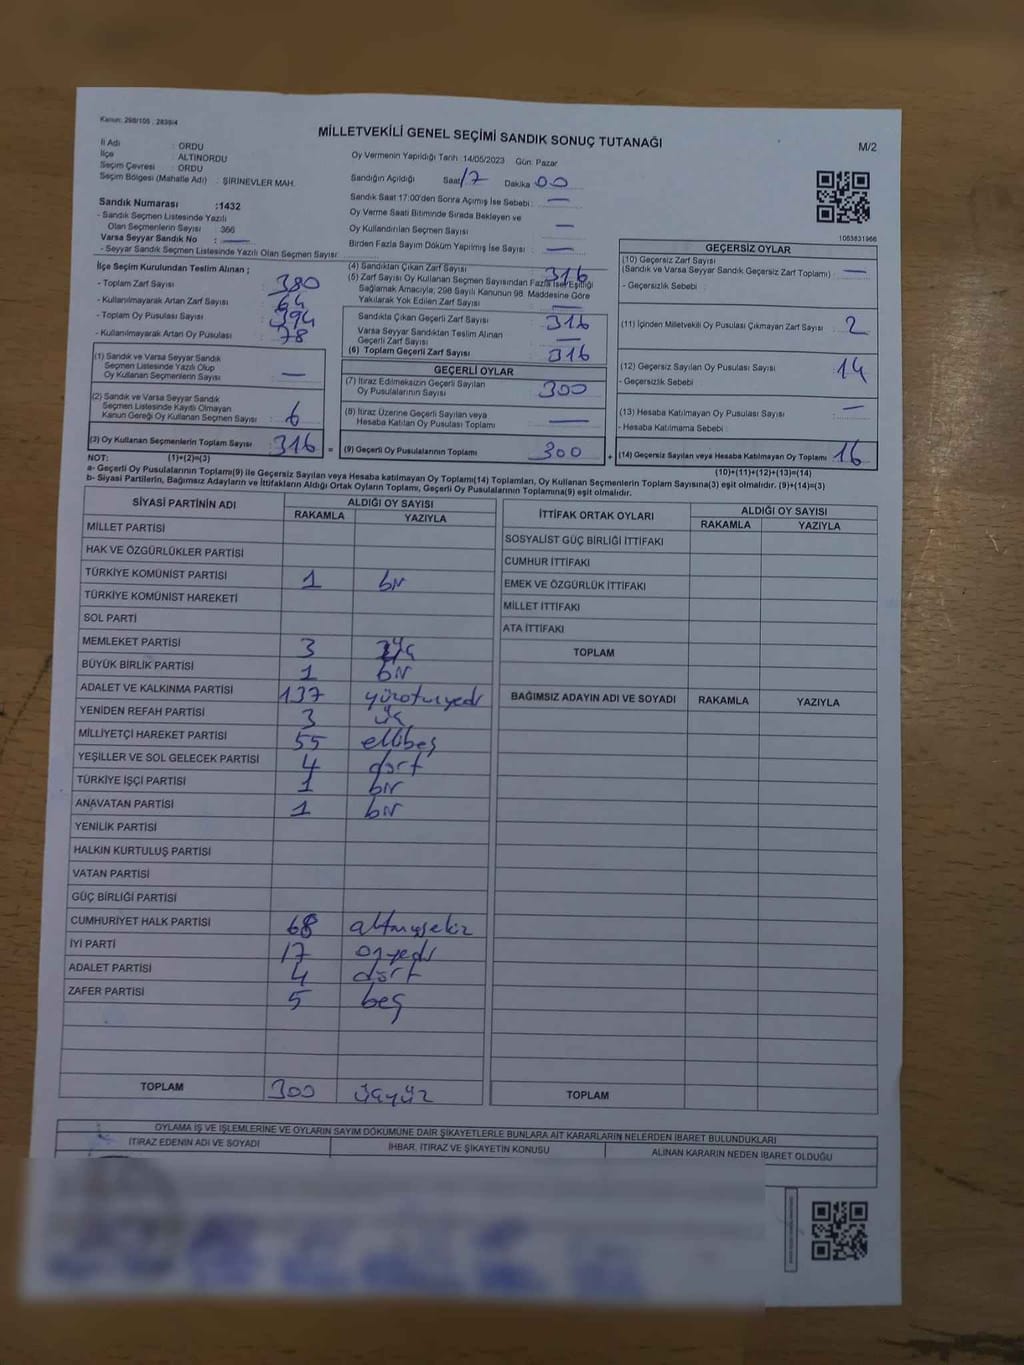 Kanun: 298/105 , 2839/4
MİLLETVEKİLİ GENEL SEÇİMİ SANDIK SONUÇ TUTANAĞI
M/2
İl Adı : ORDU
İlçe : ALTINORDU
Seçim Çevresi : ORDU
Seçim Bölgesi (Mahalle Adı) : ŞİRİNEVLER MAH.
Oy Vermenin Yapıldığı Tarih 14/05/2023 Gün: Pazar
Sandığın Açıldığı Saat 17 Dakika 00
Sandık Saat 17:00'den Sonra Açımış İse Sebebi : —
Oy Verme Saati Bitiminde Sırada Bekleyen ve
Oy Kullandırılan Seçmen Sayısı : —
Birden Fazla Sayım Döküm Yapılmış İse Sayısı : —
1063831966
Sandık Numarası :1432
- Sandık Seçmen Listesinde Yazılı
Olan Seçmenlerin Sayısı : 366
Varsa Seyyar Sandık No : —
- Seyyar Sandık Seçmen Listesinde Yazılı Olan Seçmen Sayısı
İlçe Seçim Kurulundan Teslim Alınan ;
- Toplam Zarf Sayısı : 380
- Kullanılmayarak Artan Zarf Sayısı : 64
- Toplam Oy Pusulası Sayısı : 394
- Kullanılmayarak Artan Oy Pusulası : 78
(1) Sandık ve Varsa Seyyar Sandık
Seçmen Listesinde Yazılı Olup
Oy Kullanan Seçmenlerin Sayısı : —
(2) Sandık ve Varsa Seyyar Sandık
Seçmen Listesinde Kayıtlı Olmayan
Kanun Gereği Oy Kullanan Seçmen Sayısı : 6
(3) Oy Kullanan Seçmenlerin Toplam Sayısı : 316
(4) Sandıktan Çıkan Zarf Sayısı : 316
(5) Zarf Sayısı Oy Kullanan Seçmen Sayısından Fazla İse, Eşitliği
Sağlamak Amacıyla; 298 Sayılı Kanunun 98. Maddesine Göre
Yakılarak Yok Edilen Zarf Sayısı : —
Sandıkta Çıkan Geçerli Zarf Sayısı : 316
Varsa Seyyar Sandıktan Teslim Alınan
Geçerli Zarf Sayısı : —
(6) Toplam Geçerli Zarf Sayısı : 316
GEÇERLİ OYLAR
(7) İtiraz Edilmeksizin Geçerli Sayılan
Oy Pusulalarının Sayısı : 300
(8) İtiraz Üzerine Geçerli Sayılan veya
Hesaba Katılan Oy Pusulası Toplamı : —
= (9) Geçerli Oy Pusulalarının Toplamı : 300 +
GEÇERSİZ OYLAR
(10) Geçersiz Zarf Sayısı
(Sandık ve Varsa Seyyar Sandık Geçersiz Zarf Toplamı) : —
- Geçersizlik Sebebi :
(11) İçinden Milletvekili Oy Pusulası Çıkmayan Zarf Sayısı : 2
(12) Geçersiz Sayılan Oy Pusulası Sayısı : 14
- Geçersizlik Sebebi :
(13) Hesaba Katılmayan Oy Pusulası Sayısı : —
- Hesaba Katılmama Sebebi :
(14) Geçersiz Sayılan veya Hesaba Katılmayan Oy Toplamı : 16
NOT: (1)+(2)=(3)
(10)+(11)+(12)+(13)=(14)
a- Geçerli Oy Pusulalarının Toplamı(9) ile Geçersiz Sayılan veya Hesaba katılmayan Oy Toplamı(14) Toplamları, Oy Kullanan Seçmenlerin Toplam Sayısına(3) eşit olmalıdır. (9)+(14)=(3)
b- Siyasi Partilerin, Bağımsız Adayların ve İttifakların Aldığı Ortak Oyların Toplamı, Geçerli Oy Pusulalarının Toplamına(9) eşit olmalıdır.
SİYASİ PARTİNİN ADI ALDIĞI OY SAYISI
RAKAMLA YAZIYLA
MİLLET PARTİSİ
HAK VE ÖZGÜRLÜKLER PARTİSİ
TÜRKİYE KOMÜNİST PARTİSİ 1 bir
TÜRKİYE KOMÜNİST HAREKETİ
SOL PARTİ
MEMLEKET PARTİSİ 3 üç
BÜYÜK BİRLİK PARTİSİ 1 bir
ADALET VE KALKINMA PARTİSİ 137 yüzotuzyedi
YENİDEN REFAH PARTİSİ 3 üç
MİLLİYETÇİ HAREKET PARTİSİ 55 ellibeş
YEŞİLLER VE SOL GELECEK PARTİSİ 4 dört
TÜRKİYE İŞÇİ PARTİSİ 1 bir
ANAVATAN PARTİSİ 1 bir
YENİLİK PARTİSİ
HALKIN KURTULUŞ PARTİSİ
VATAN PARTİSİ
GÜÇ BİRLİĞİ PARTİSİ
CUMHURİYET HALK PARTİSİ 68 altmışsekiz
İYİ PARTİ 17 onyedi
ADALET PARTİSİ 4 dört
ZAFER PARTİSİ 5 beş
TOPLAM 300 üçyüz
İTTİFAK ORTAK OYLARI ALDIĞI OY SAYISI
RAKAMLA YAZIYLA
SOSYALİST GÜÇ BİRLİĞİ İTTİFAKI
CUMHUR İTTİFAKI
EMEK VE ÖZGÜRLÜK İTTİFAKI
MİLLET İTTİFAKI
ATA İTTİFAKI
TOPLAM
BAĞIMSIZ ADAYIN ADI VE SOYADI RAKAMLA YAZIYLA
TOPLAM
OYLAMA İŞ VE İŞLEMLERİNE VE OYLARIN SAYIM DÖKÜMÜNE DAİR ŞİKAYETLERLE BUNLARA AİT KARARLARIN NELERDEN İBARET BULUNDUKLARI
İTİRAZ EDENİN ADI VE SOYADI İHBAR, İTİRAZ VE ŞİKAYETİN KONUSU ALINAN KARARIN NEDEN İBARET OLDUĞU